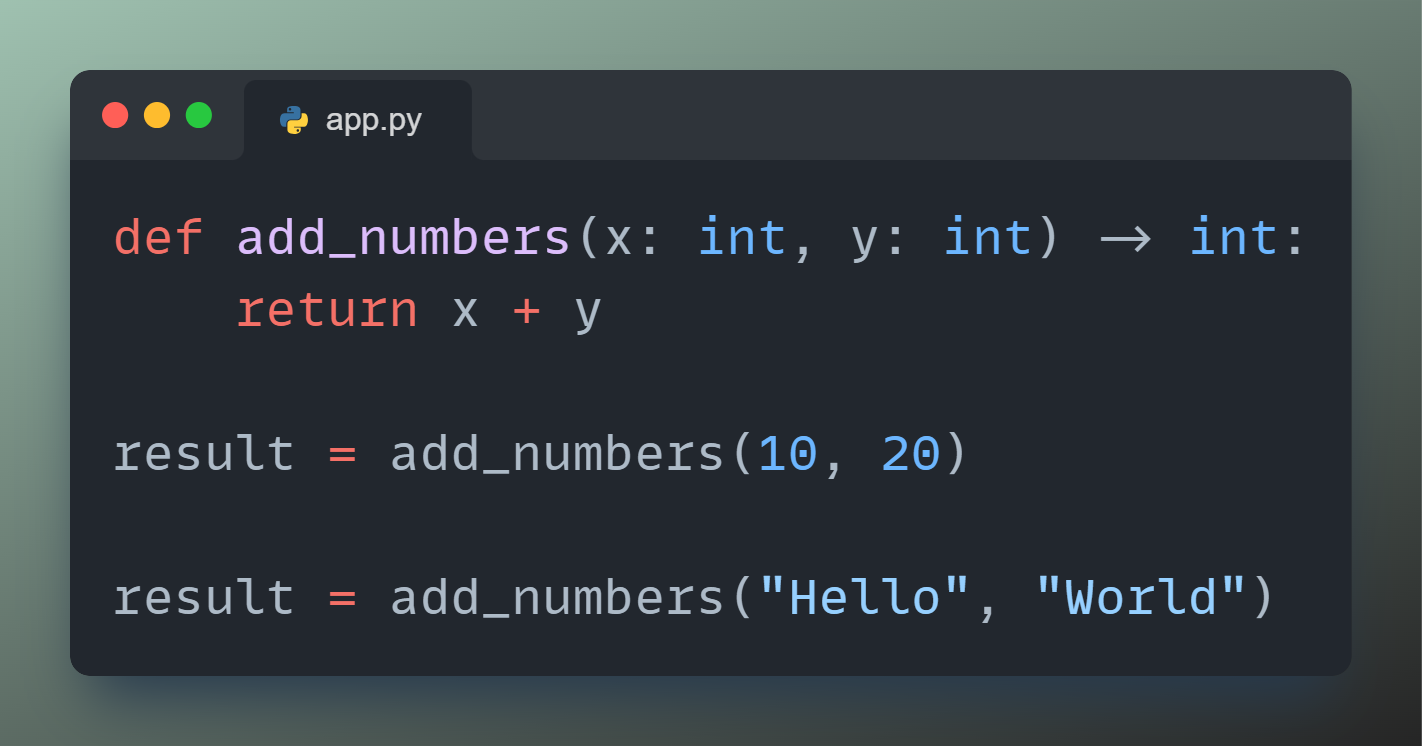 app.py
def add_numbers(x: int, y: int) -> int:
    return x + y
result = add_numbers(10, 20)
result = add_numbers("Hello", "World")